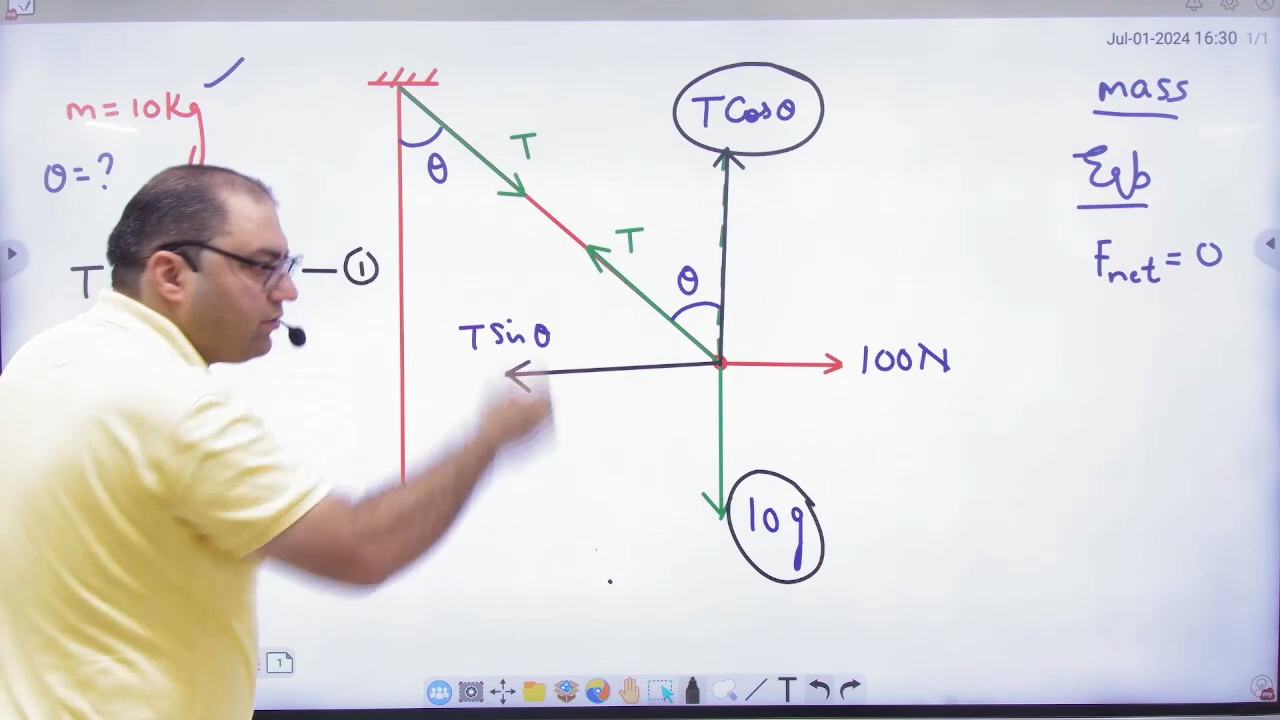 Jul-01-2024 16:30 1/1
m = 10Kg
θ = ?
T
— ①
θ
T
T
θ
Tcosθ
Tsinθ
100N
10g
mass
Eqb
Fnet = 0
1
T